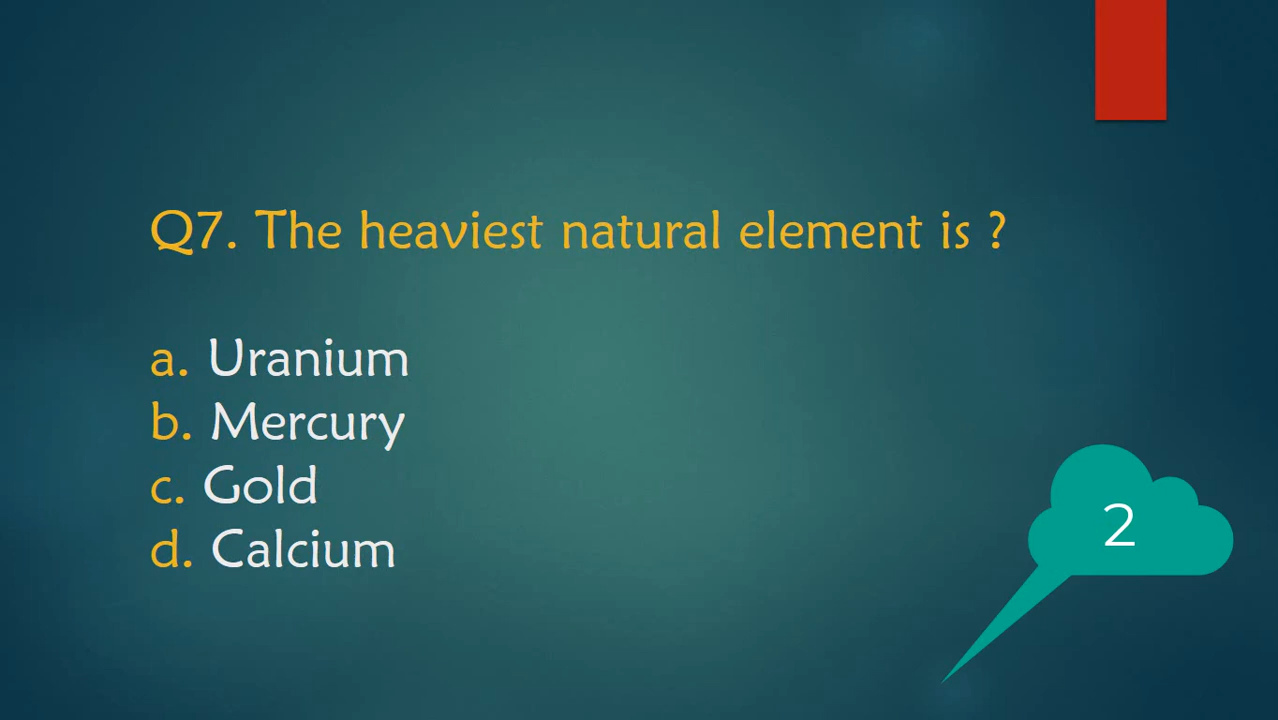 Q7. The heaviest natural element is ?
a. Uranium
b. Mercury
c. Gold
d. Calcium
2